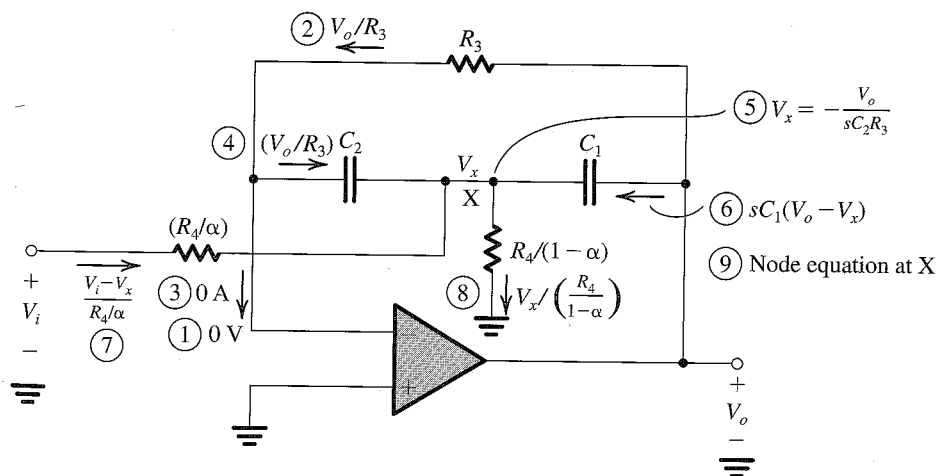 ② V_o/R_3
R_3
⑤ V_x = − V_o / sC_2R_3
④ (V_o/R_3) C_2
V_x
X
C_1
⑥ sC_1(V_o − V_x)
(R_4/α)
R_4/(1 − α)
⑨ Node equation at X
+
V_i
−
V_i − V_x / R_4/α
⑦
③ 0 A
① 0 V
⑧ V_x / (R_4 / 1 − α)
+
+
V_o
−